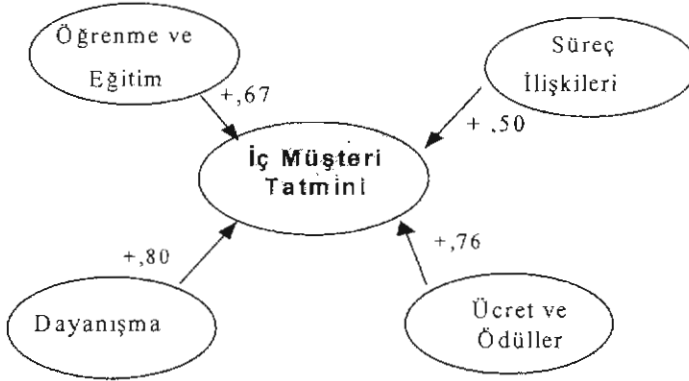 Öğrenme ve
Eğitim
Süreç
İlişkileri
+,67
+ .50
İç Müşteri
Tatmini
+,80
+,76
Dayanışma
Ücret ve
Ödüller